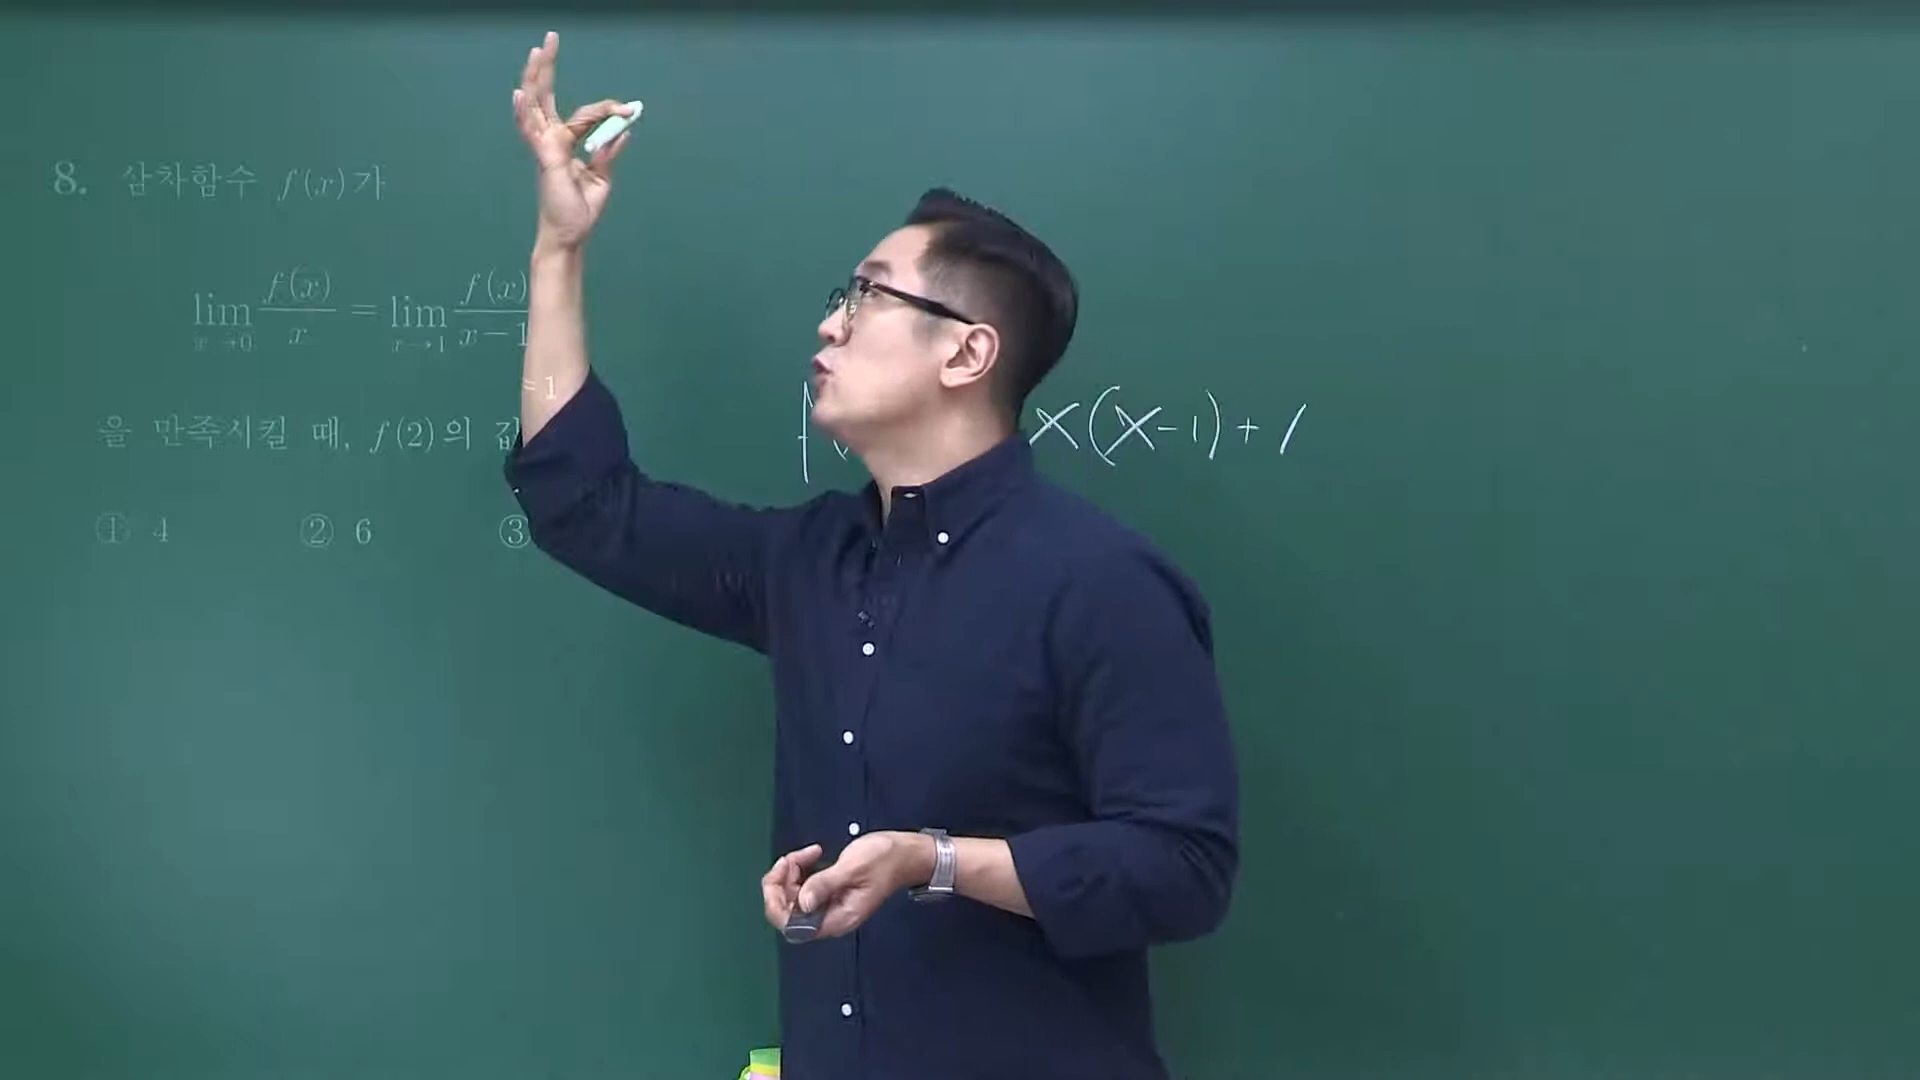 8. 삼차함수 f(x)가
lim x→0 f(x)/x = lim x→1 f(x)/x-1
= 1
을 만족시킬 때, f(2)의 값
① 4 ② 6 ③
x(x-1)+1